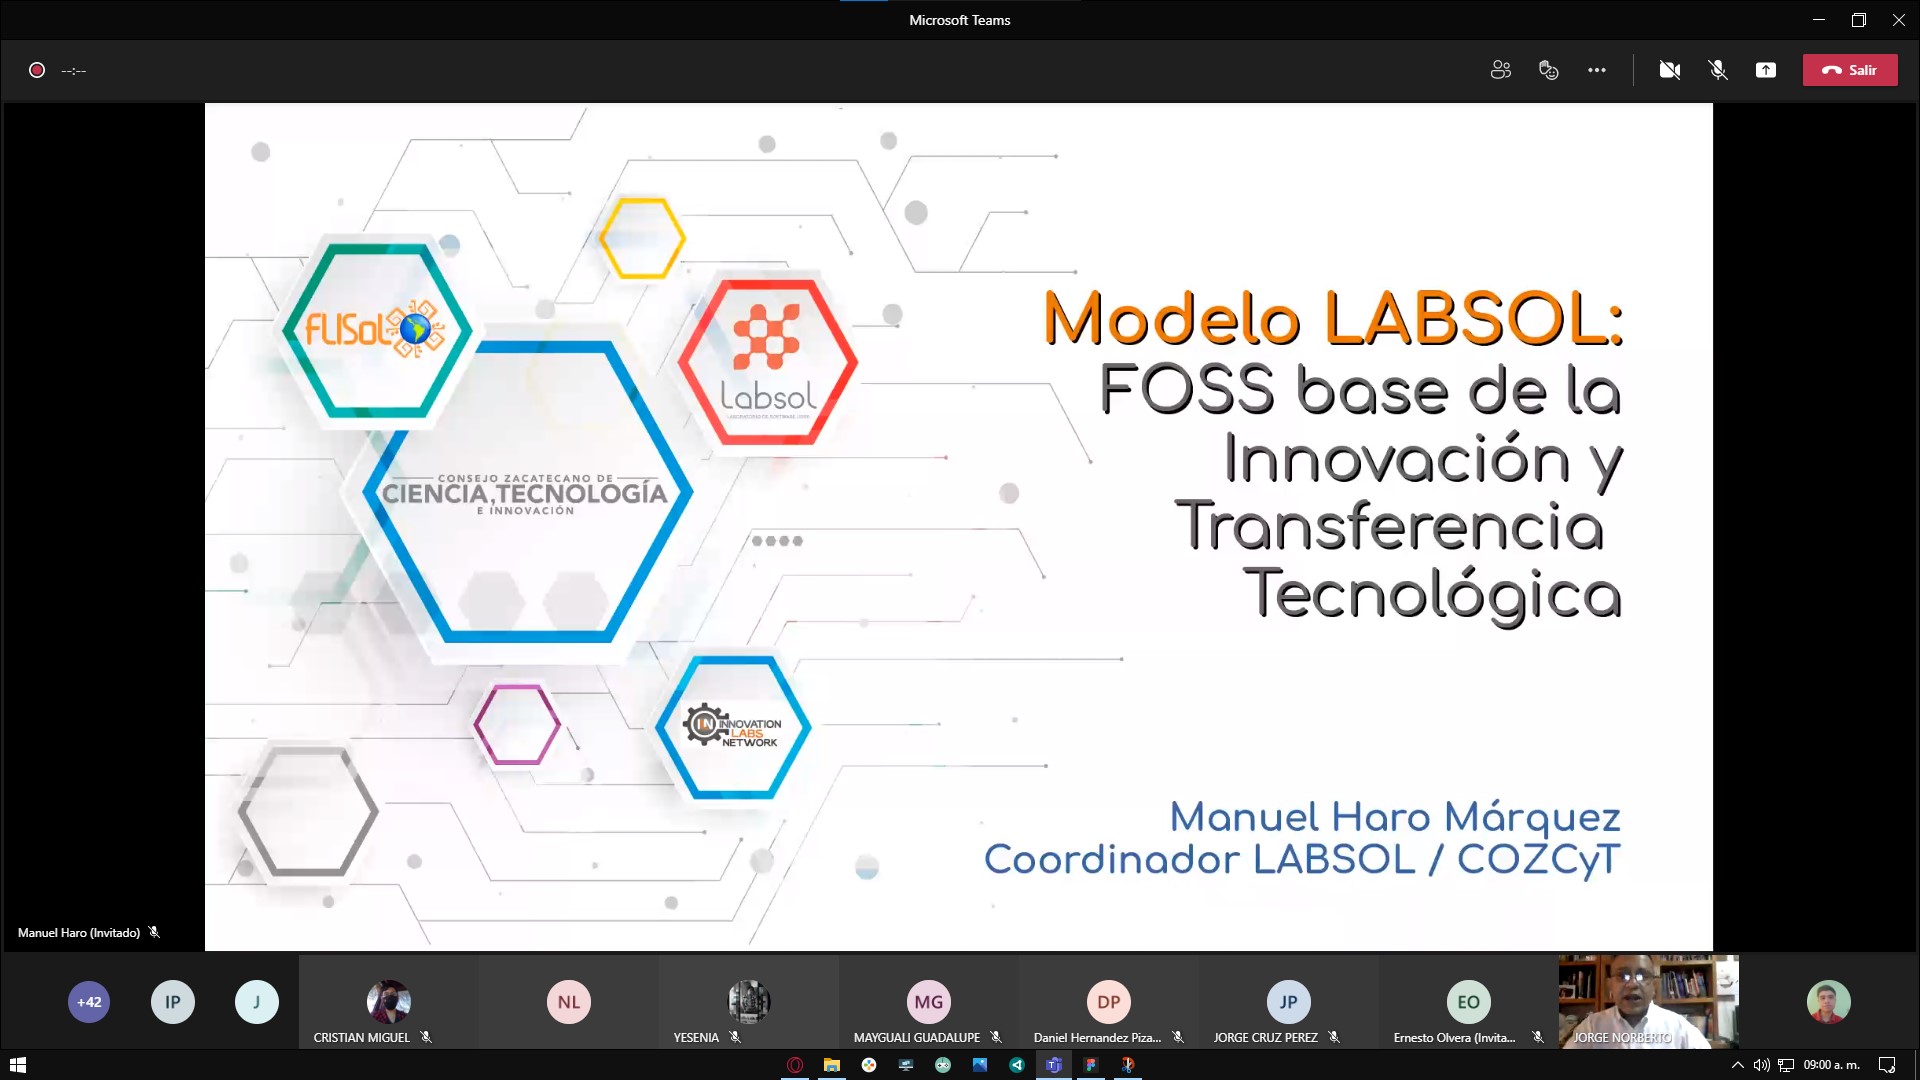 Microsoft Teams
--:--
Salir
FLISol
Labsol
CONSEJO ZACATECANO DE
CIENCIA, TECNOLOGÍA
E INNOVACIÓN
IN INNOVATION
LABS
NETWORK
Modelo LABSOL:
FOSS base de la
Innovación y
Transferencia
Tecnológica
Manuel Haro Márquez
Coordinador LABSOL / COZCyT
Manuel Haro (Invitado)
+42
IP
J
CRISTIAN MIGUEL
NL
YESENIA
MG
MAYGUALI GUADALUPE
DP
Daniel Hernandez Piza...
JP
JORGE CRUZ PEREZ
EO
Ernesto Olvera (Invita...
JORGE NORBERTO
09:00 a. m.